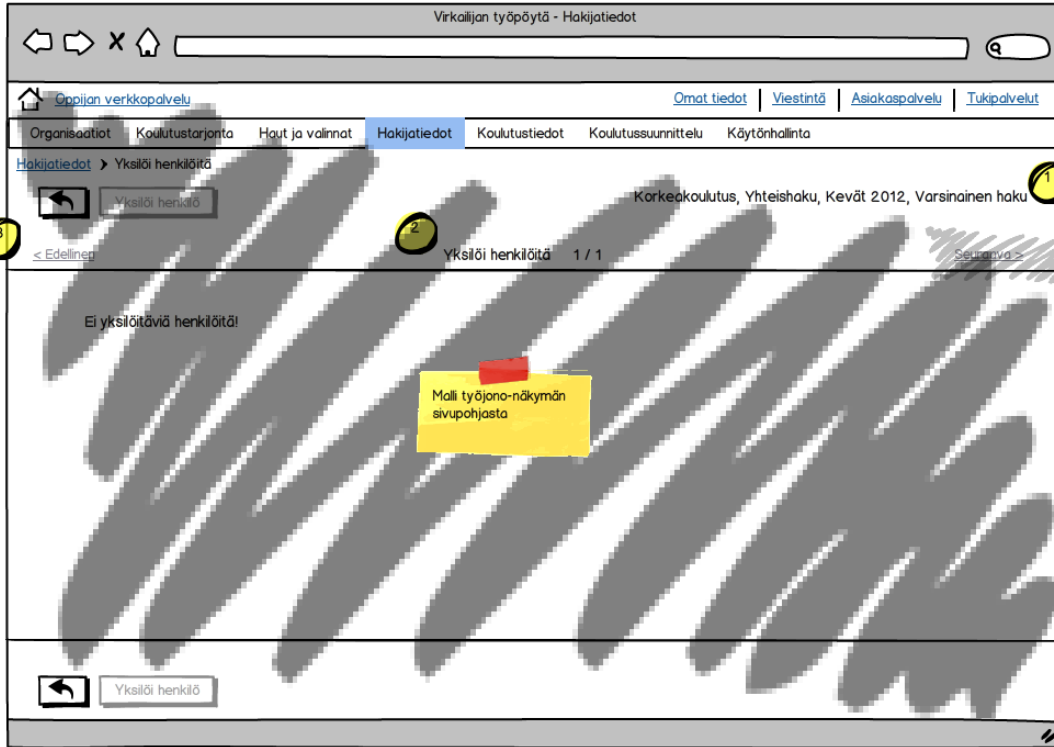 Virkailijan työpöytä - Hakijatiedot
Oppijan verkkopalvelu
Omat tiedot Viestintä Asiakaspalvelu Tukipalvelut
Organisaatiot Koulutustarjonta Haut ja valinnat Hakijatiedot Koulutustiedot Koulutussuunnittelu Käytönhallinta
Hakijatiedot > Yksilöi henkilöitä
Yksilöi henkilö
Korkeakoulutus, Yhteishaku, Kevät 2012, Varsinainen haku
1
3
2
< Edellinen
Yksilöi henkilöitä 1 / 1
Seuraava >
Ei yksilöitäviä henkilöitä!
Malli työjono-näkymän
sivupohjasta
Yksilöi henkilö